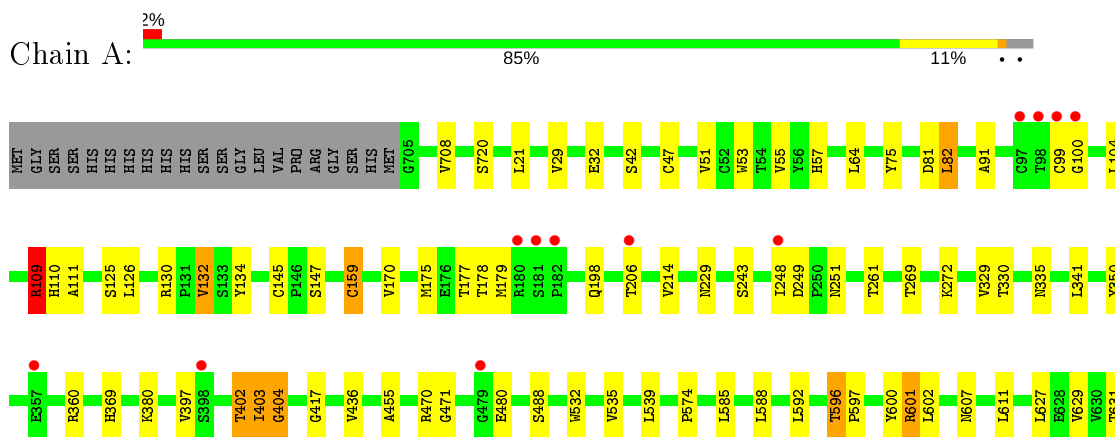 2%
Chain A:
85% 11% • •
MET GLY SER SER HIS HIS HIS HIS HIS HIS SER SER GLY LEU VAL PRO ARG GLY SER HIS MET G705 V708 S720 L21 V29 E32 S42 C47 V51 C52 W53 T54 V55 Y56 H57 L64 Y75 D81 L82 A91 C97 T98 C99 G100 L104
R109 H110 A111 S125 L126 R130 P131 V132 S133 Y134 C145 P146 S147 C159 V170 M175 E176 T177 T178 M179 R180 S181 P182 Q198 T206 V214 N229 S243 I248 D249 P250 N251 T261 T269 K272 V329 T330 N335 L341
E357 R360 H369 K380 V397 S398 T402 I403 G404 G417 V436 A455 R470 G471 G479 E480 S488 W532 V535 L539 P574 L585 L588 L592 T596 P597 Y600 R601 L602 N607 L611 L627 E628 V629 V630